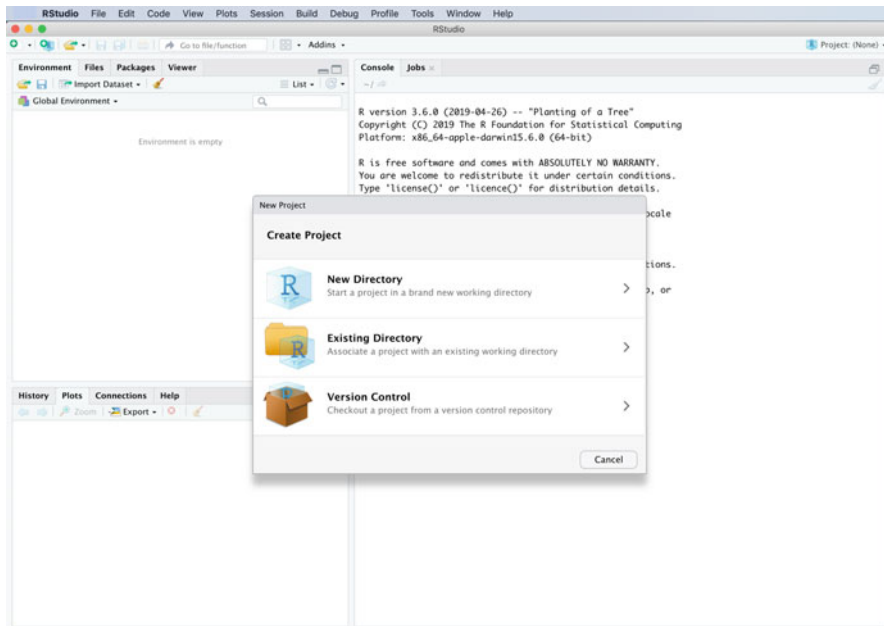 RStudio File Edit Code View Plots Session Build Debug Profile Tools Window Help
RStudio
Go to file/function Addins Project: (None)
Environment Files Packages Viewer
Import Dataset List
Global Environment
Environment is empty
History Plots Connections Help
Zoom Export
Console Jobs
~/
R version 3.6.0 (2019-04-26) -- "Planting of a Tree"
Copyright (C) 2019 The R Foundation for Statistical Computing
Platform: x86_64-apple-darwin15.6.0 (64-bit)
R is free software and comes with ABSOLUTELY NO WARRANTY.
You are welcome to redistribute it under certain conditions.
Type 'license()' or 'licence()' for distribution details.
ocale
tions.
, or
New Project
Create Project
New Directory
Start a project in a brand new working directory
Existing Directory
Associate a project with an existing working directory
Version Control
Checkout a project from a version control repository
Cancel